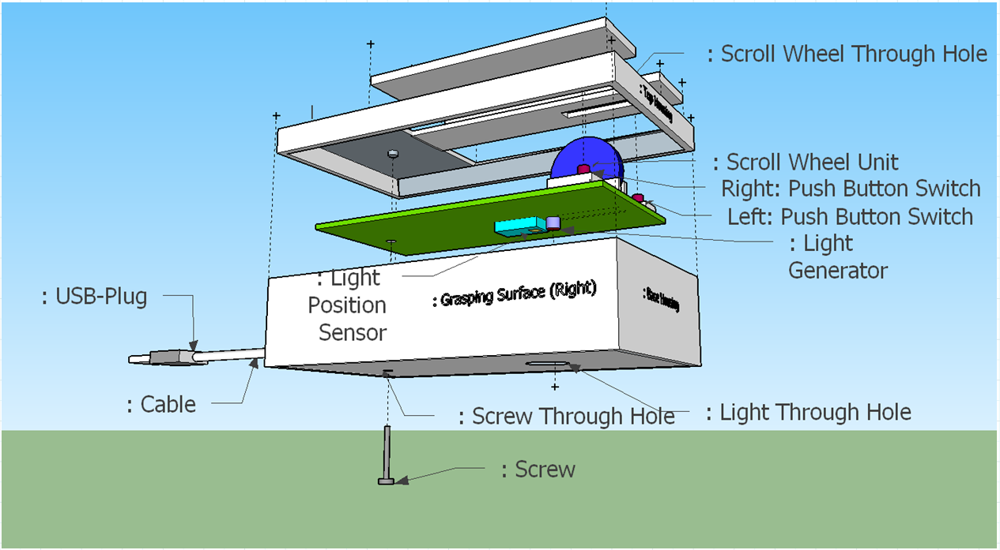 : Scroll Wheel Through Hole
: Top Housing
: Scroll Wheel Unit
Right: Push Button Switch
Left: Push Button Switch
: Light
Generator
: Light
Position
Sensor
: Grasping Surface (Right)
: Base Housing
: USB-Plug
: Cable
: Screw Through Hole
: Light Through Hole
: Screw